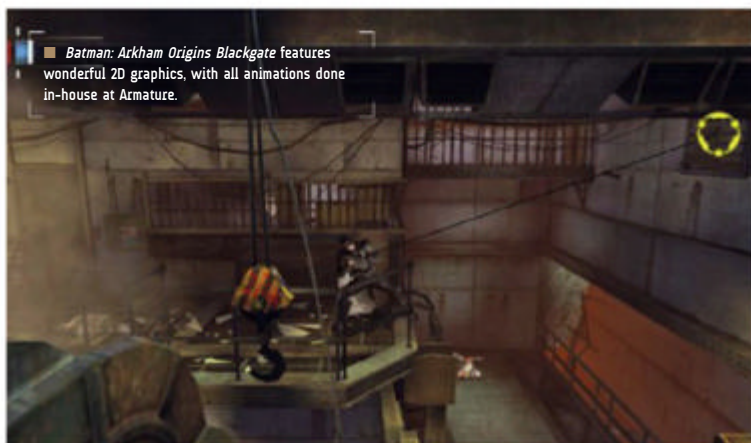 Batman: Arkham Origins Blackgate features
wonderful 2D graphics, with all animations done
in-house at Armature.